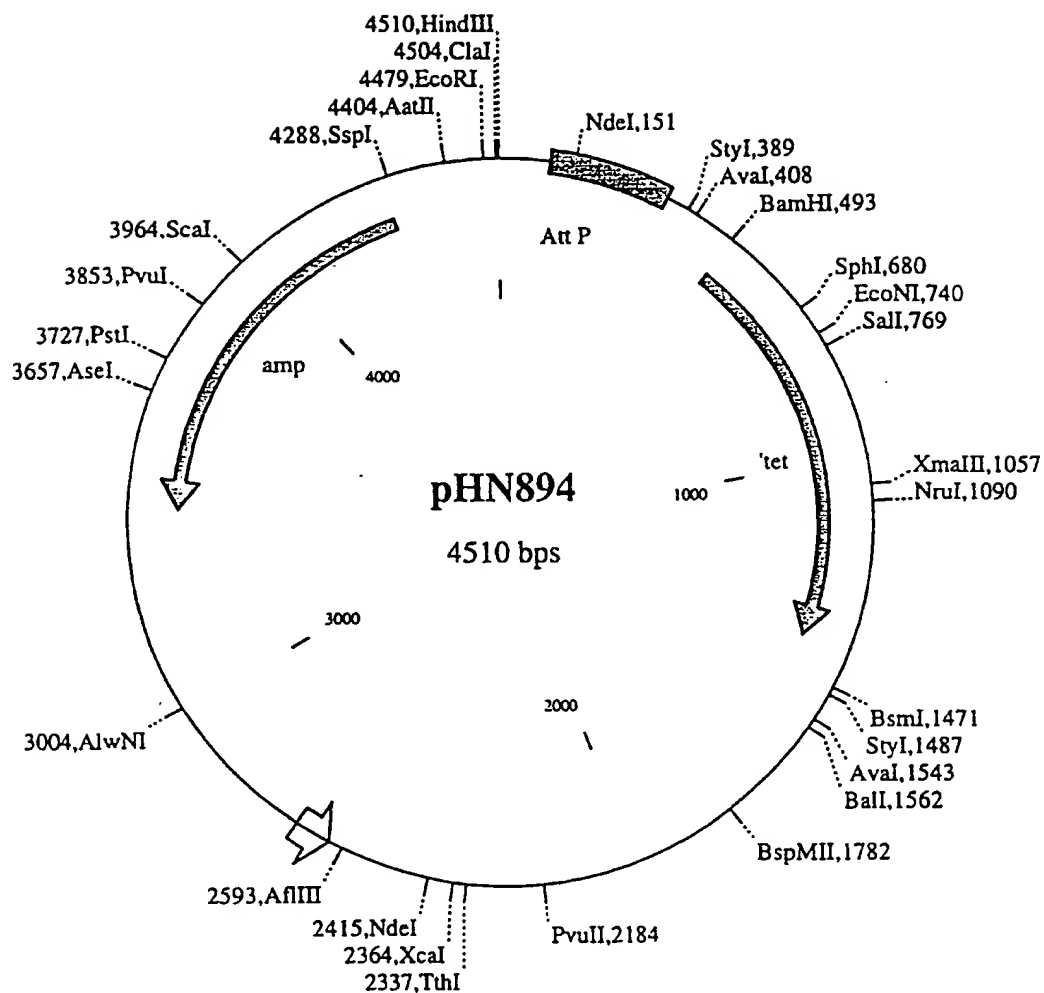 4510,HindIII
4504,ClaI
4479,EcoRI
4404,AatII
4288,SspI
NdeI,151
StyI,389
AvaI,408
BamHI,493
3964,ScaI
3853,PvuI
3727,PstI
3657,AseI
Att P
SphI,680
EcoNI,740
SalI,769
amp
4000
'tet
1000
XmaIII,1057
NruI,1090
pHN894
4510 bps
3000
2000
3004,AlwNI
BsmI,1471
StyI,1487
AvaI,1543
BalI,1562
BspMII,1782
2593,AflIII
2415,NdeI
2364,XcaI
2337,TthI
PvuII,2184